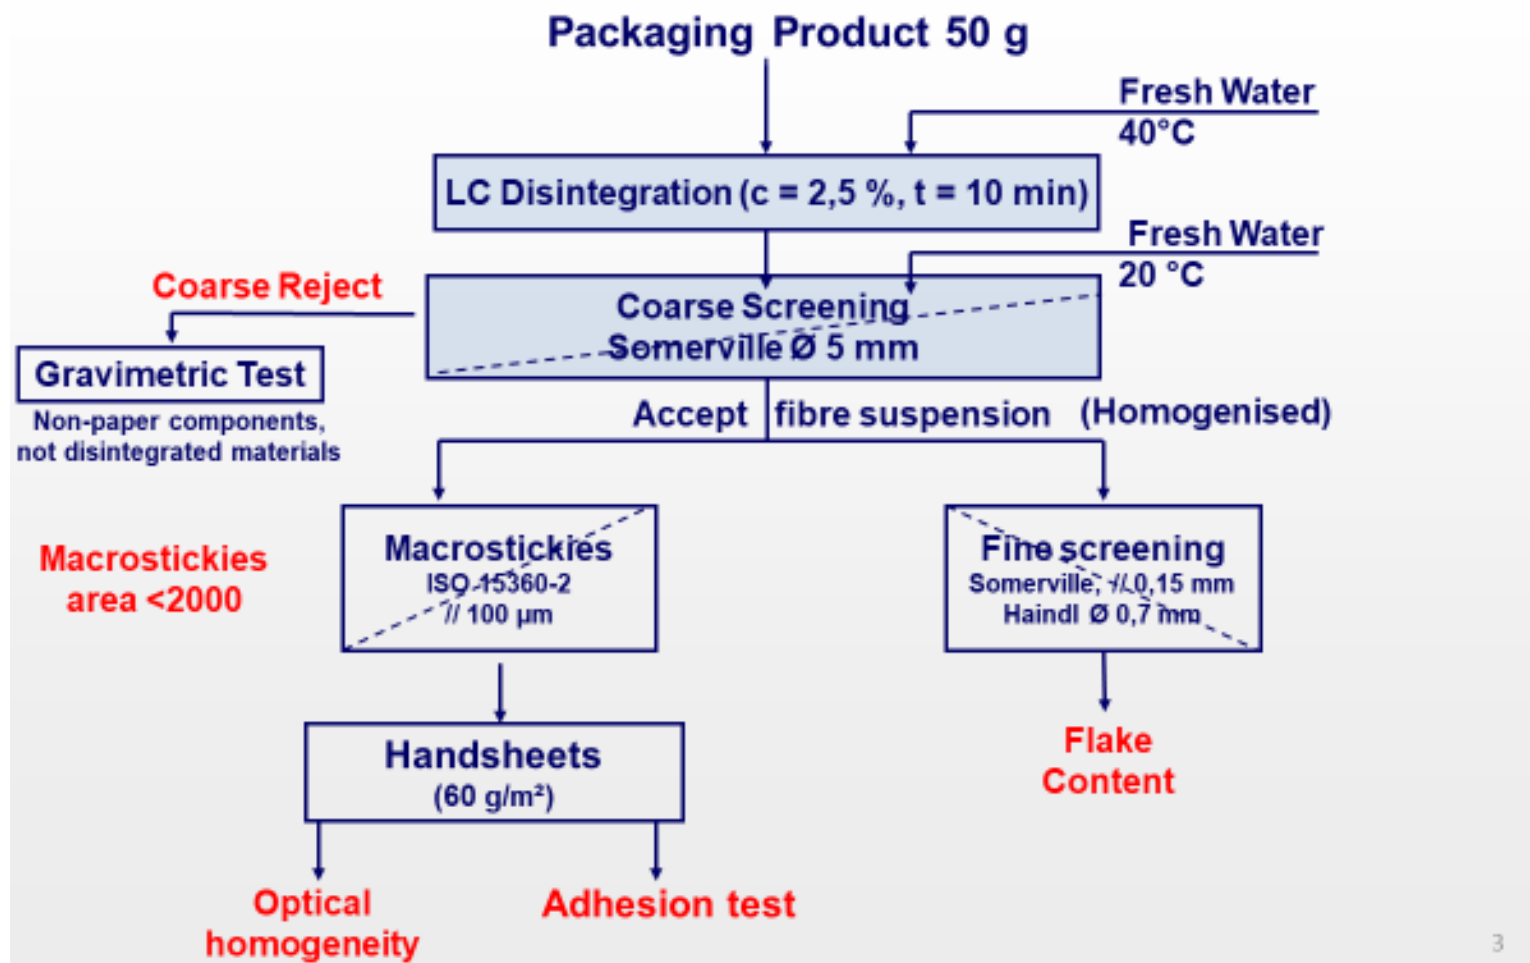 Packaging Product 50 g
Fresh Water
40°C
LC Disintegration (c = 2,5 %, t = 10 min)
Fresh Water
20 °C
Coarse Reject
Coarse Screening
Somerville Ø 5 mm
Gravimetric Test
Non-paper components,
not disintegrated materials
Accept fibre suspension (Homogenised)
Macrostickies
area <2000
Macrostickies
ISO 15360-2
// 100 µm
Fine screening
Somerville, // 0,15 mm
Haindl Ø 0,7 mm
Handsheets
(60 g/m²)
Flake
Content
Optical
homogeneity
Adhesion test
3